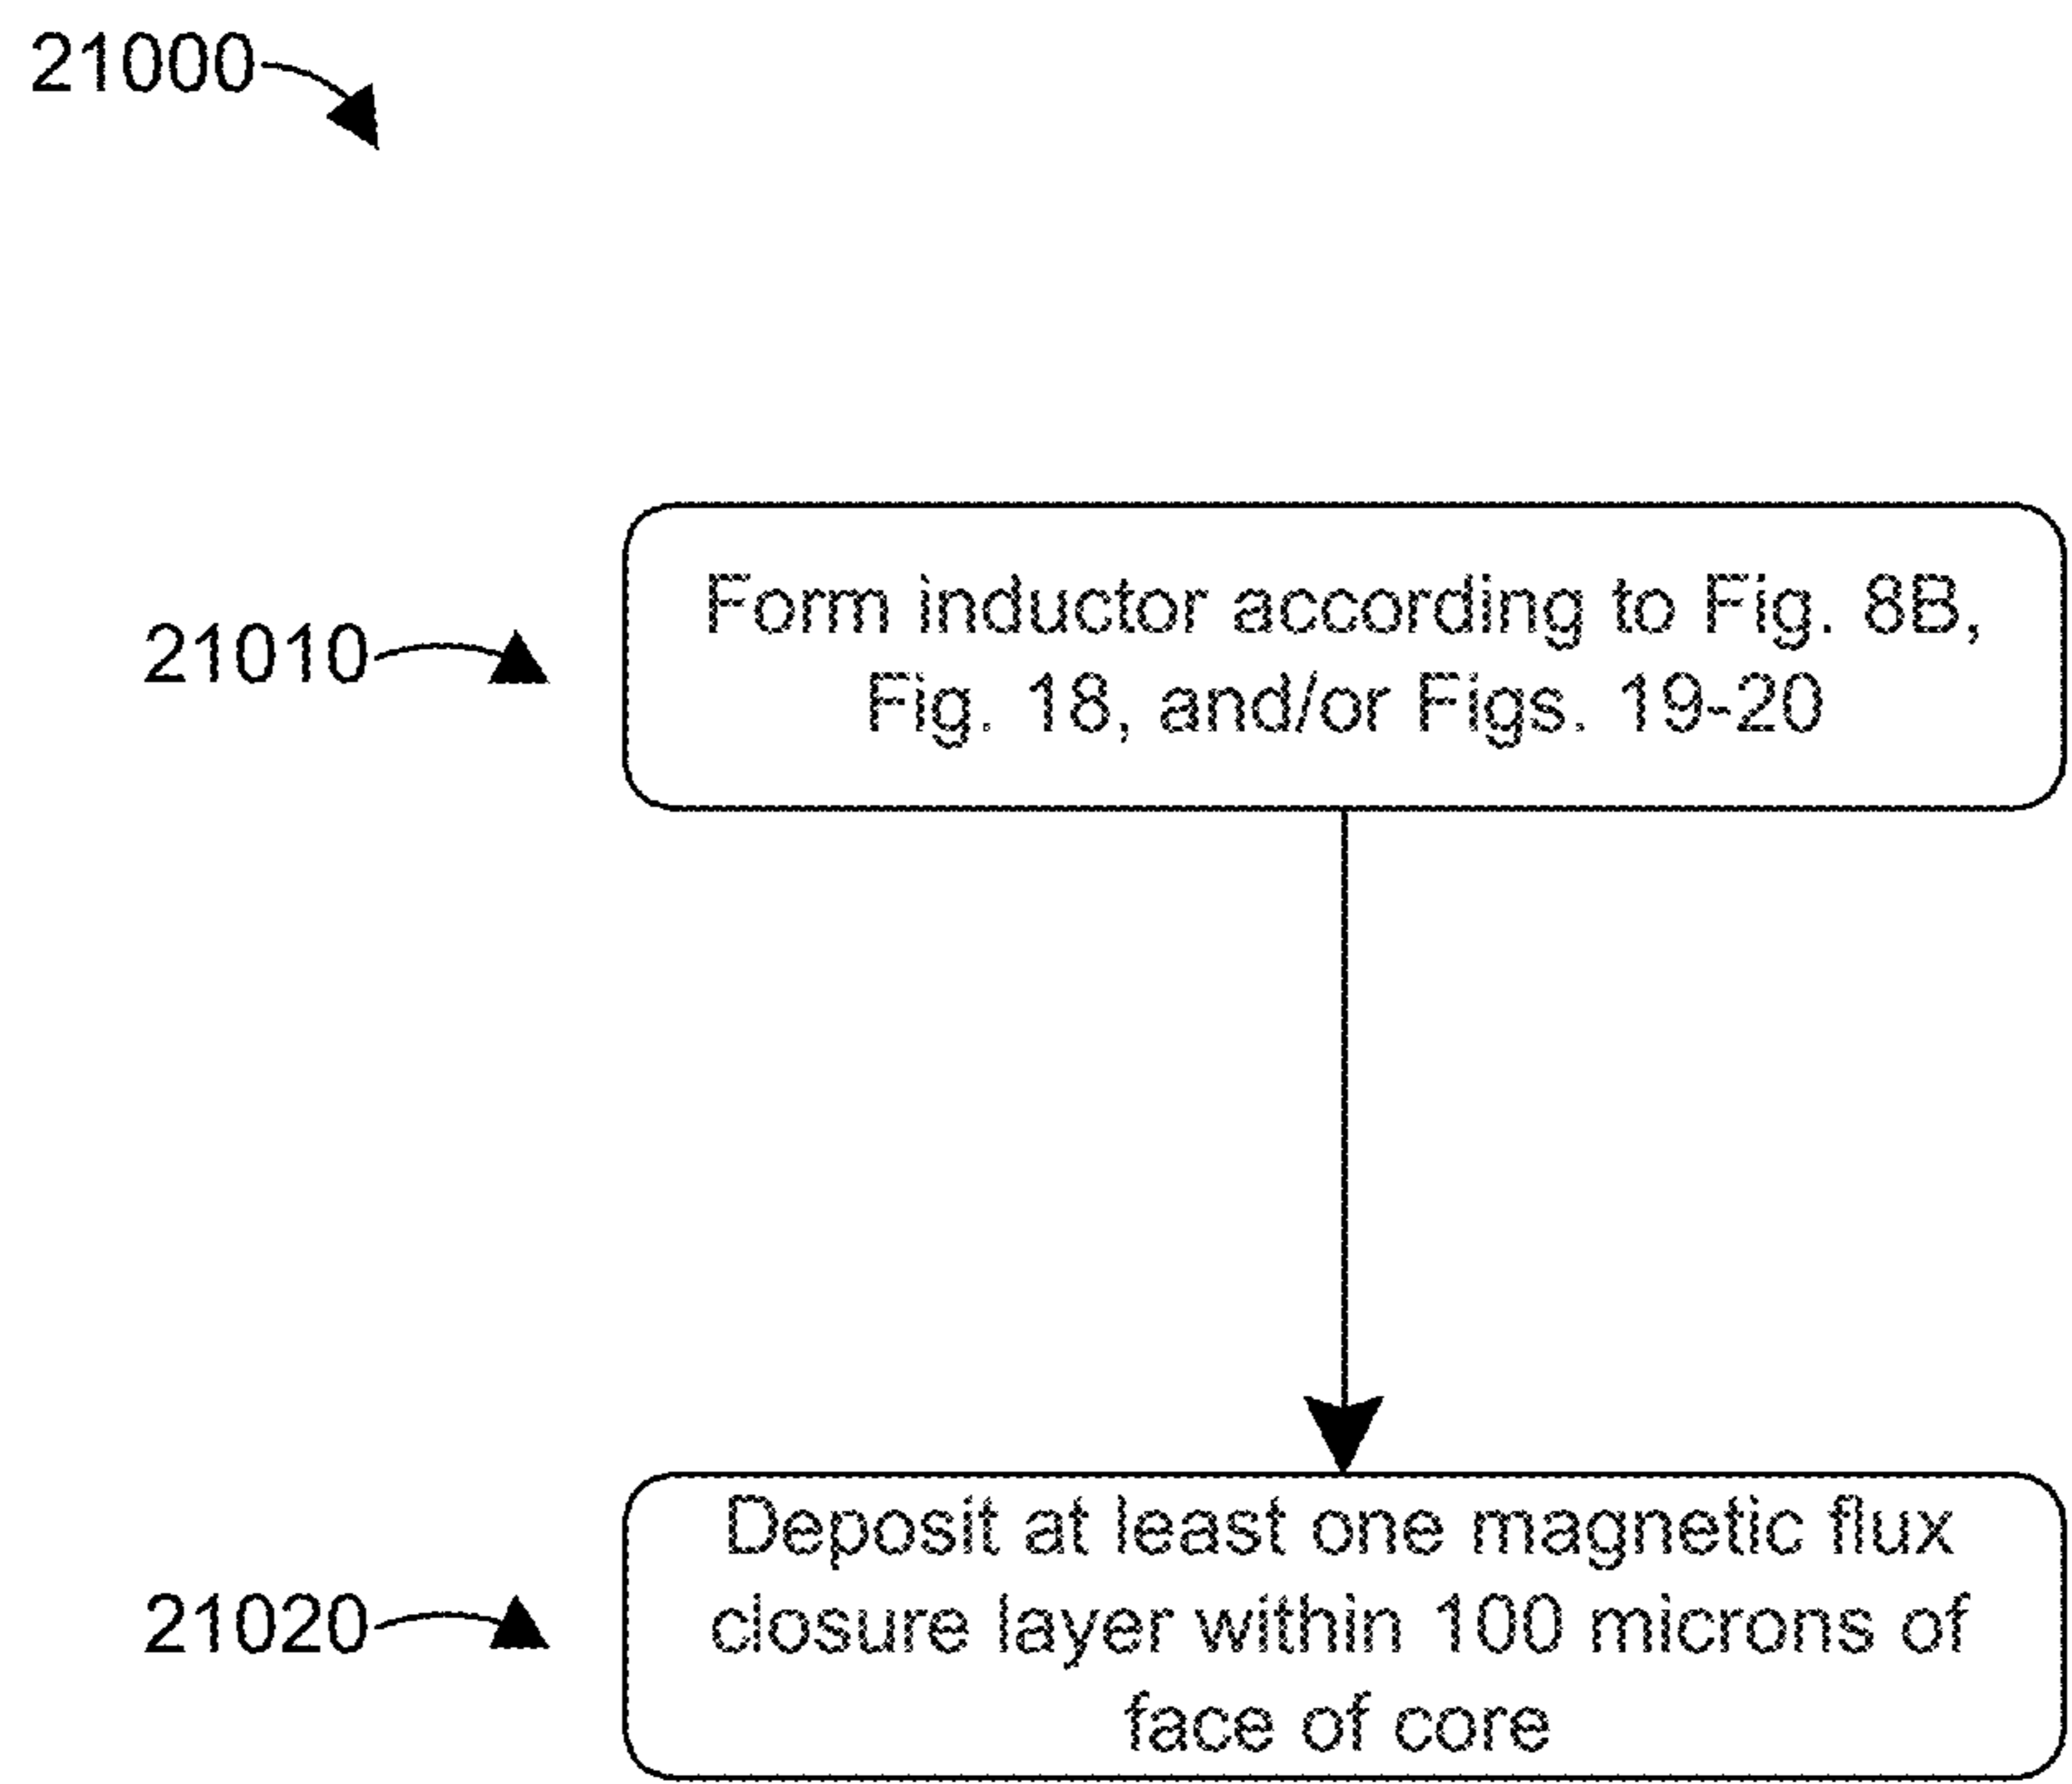 21000
21010
Form inductor according to Fig. 8B,
Fig. 18, and/or Figs. 19-20
21020
Deposit at least one magnetic flux
closure layer within 100 microns of
face of core